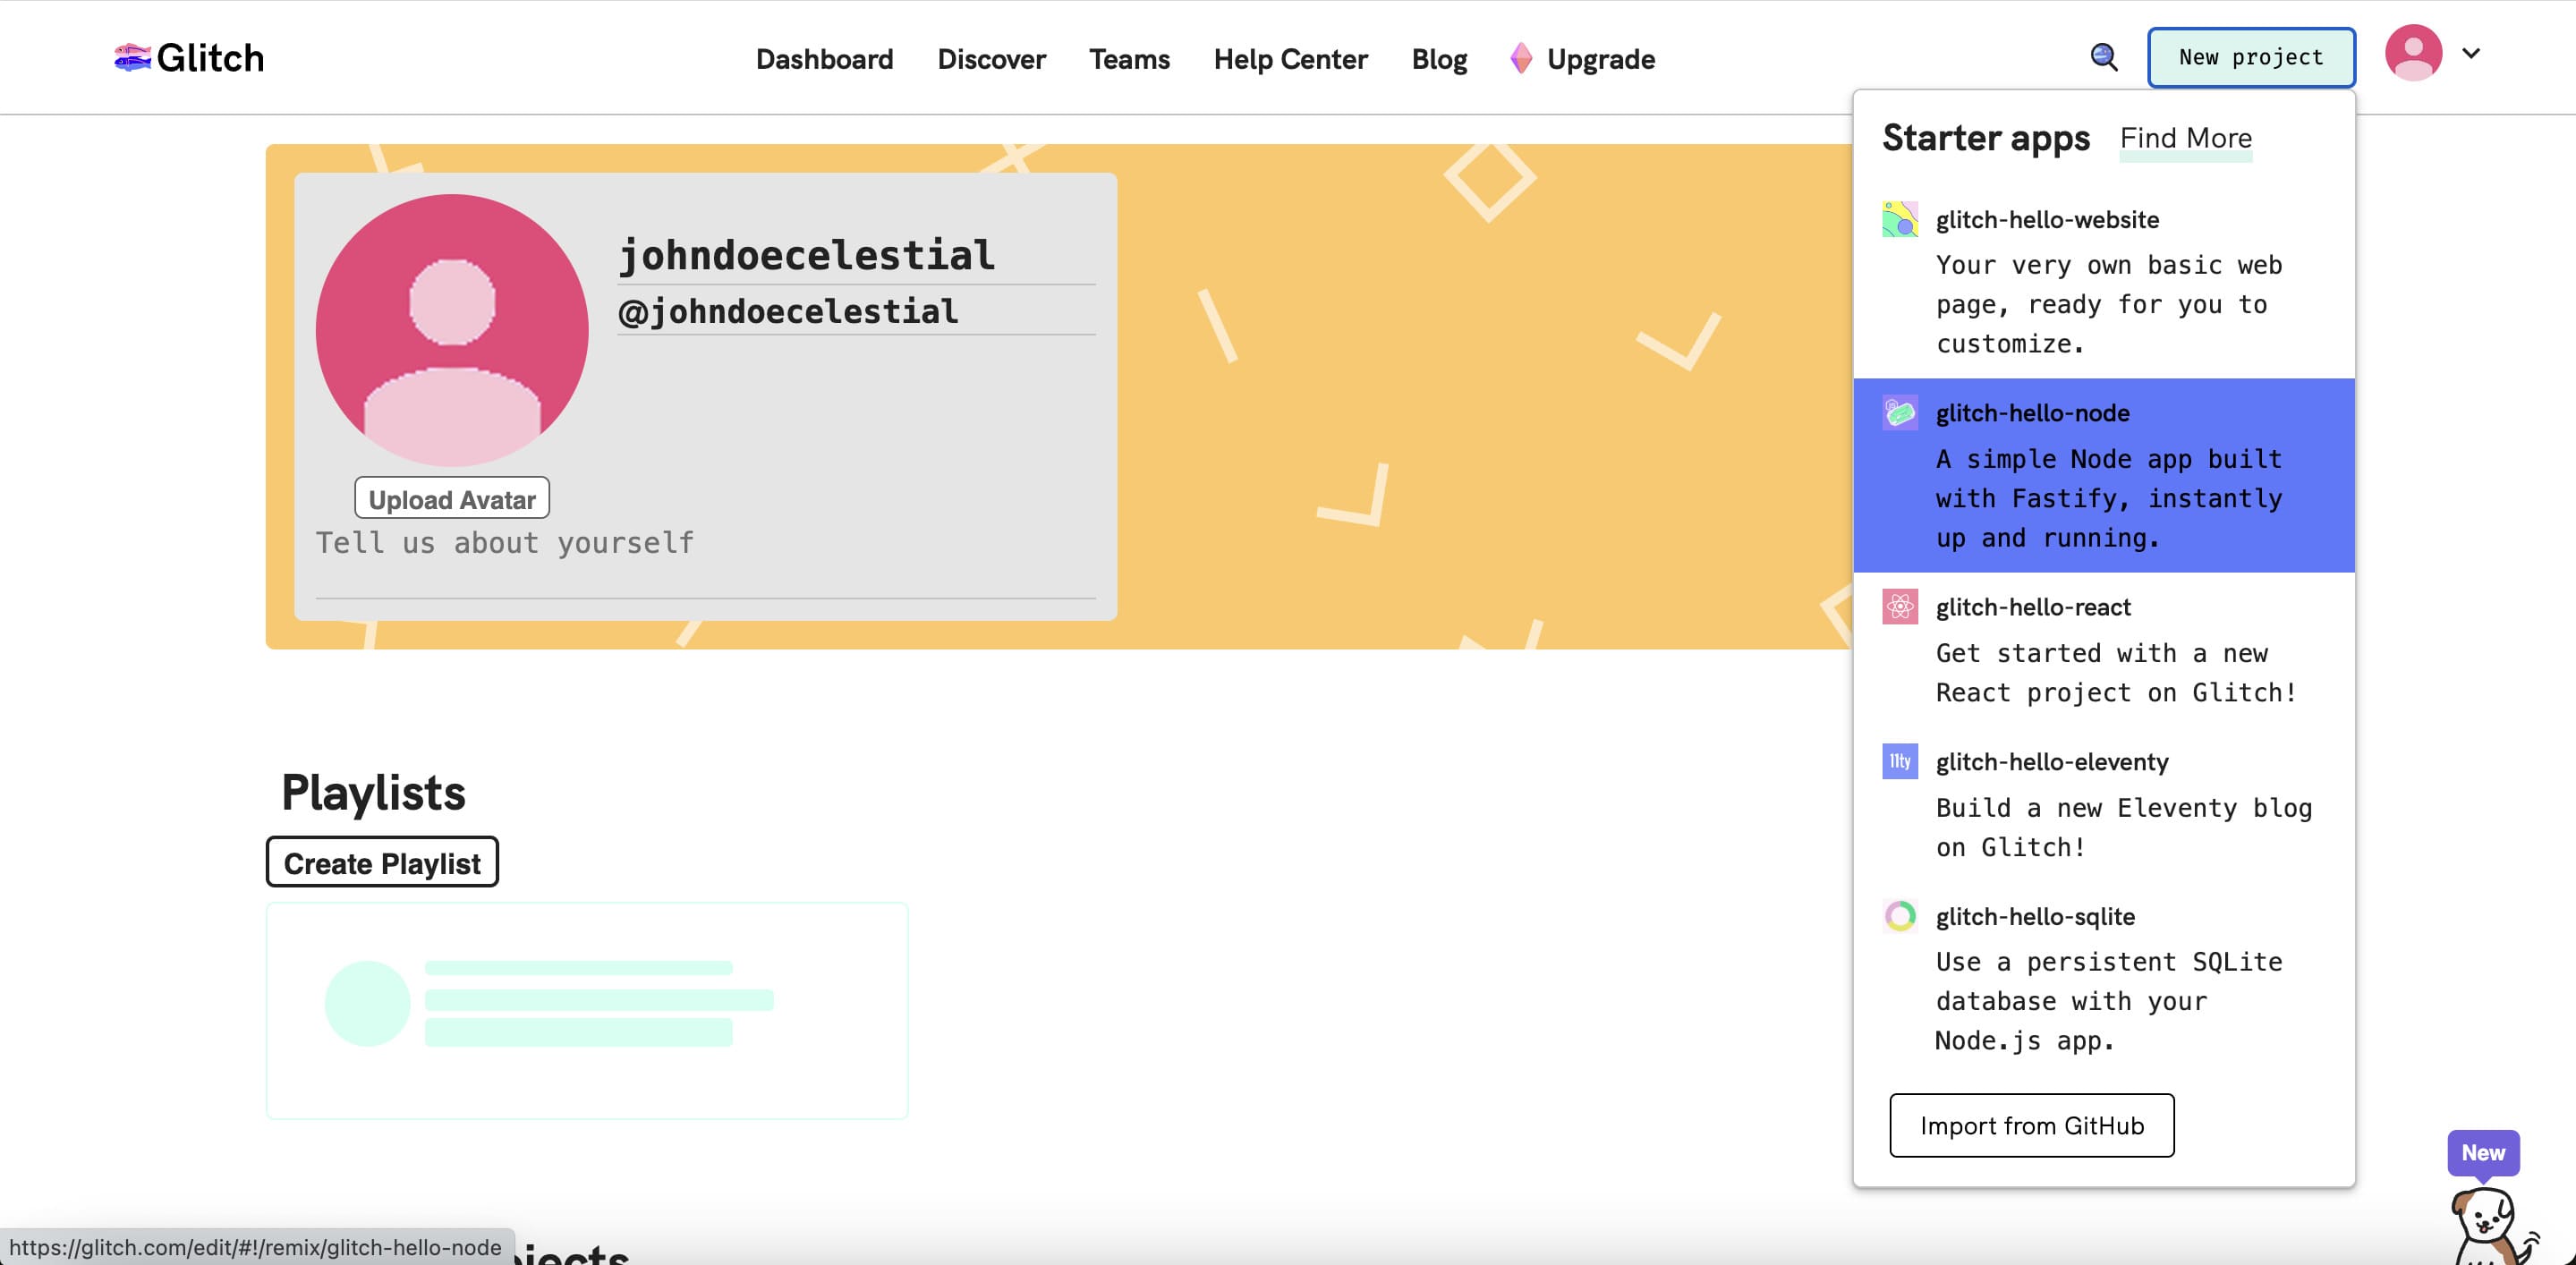 Glitch
Dashboard
Discover
Teams
Help Center
Blog
Upgrade
New project
johndoecelestial
@johndoecelestial
Upload Avatar
Tell us about yourself
Playlists
Create Playlist
Starter apps
Find More
glitch-hello-website
Your very own basic web
page, ready for you to
customize.
glitch-hello-node
A simple Node app built
with Fastify, instantly
up and running.
glitch-hello-react
Get started with a new
React project on Glitch!
11ty
glitch-hello-eleventy
Build a new Eleventy blog
on Glitch!
glitch-hello-sqlite
Use a persistent SQLite
database with your
Node.js app.
Import from GitHub
New
https://glitch.com/edit/#!/remix/glitch-hello-node